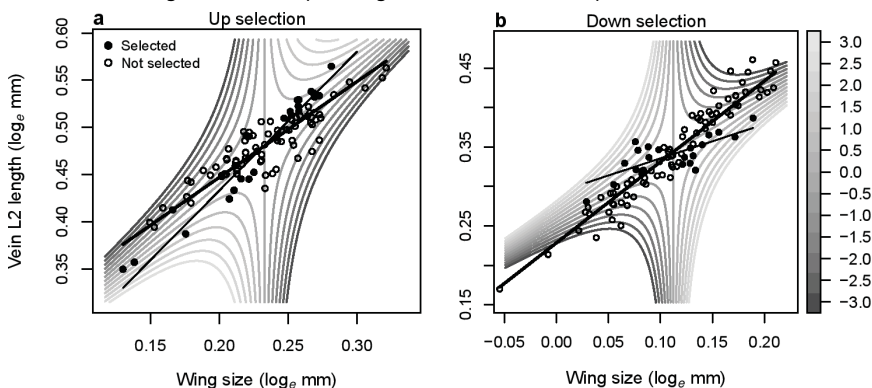 a Up selection
b Down selection
Selected
Not selected
Vein L2 length (logₑ mm)
0.60
0.55
0.50
0.45
0.40
0.35
0.15 0.20 0.25 0.30
Wing size (logₑ mm)
0.45
0.35
0.25
0.15
−0.05 0.00 0.05 0.10 0.15 0.20
Wing size (logₑ mm)
3.0
2.5
2.0
1.5
1.0
0.5
0.0
−0.5
−1.0
−1.5
−2.0
−2.5
−3.0